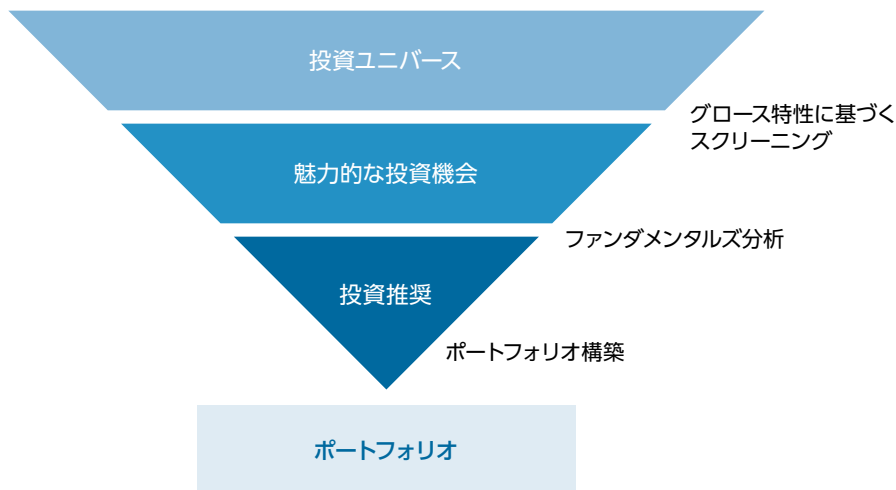 投資ユニバース
グロース特性に基づく
スクリーニング
魅力的な投資機会
ファンダメンタルズ分析
投資推奨
ポートフォリオ構築
ポートフォリオ